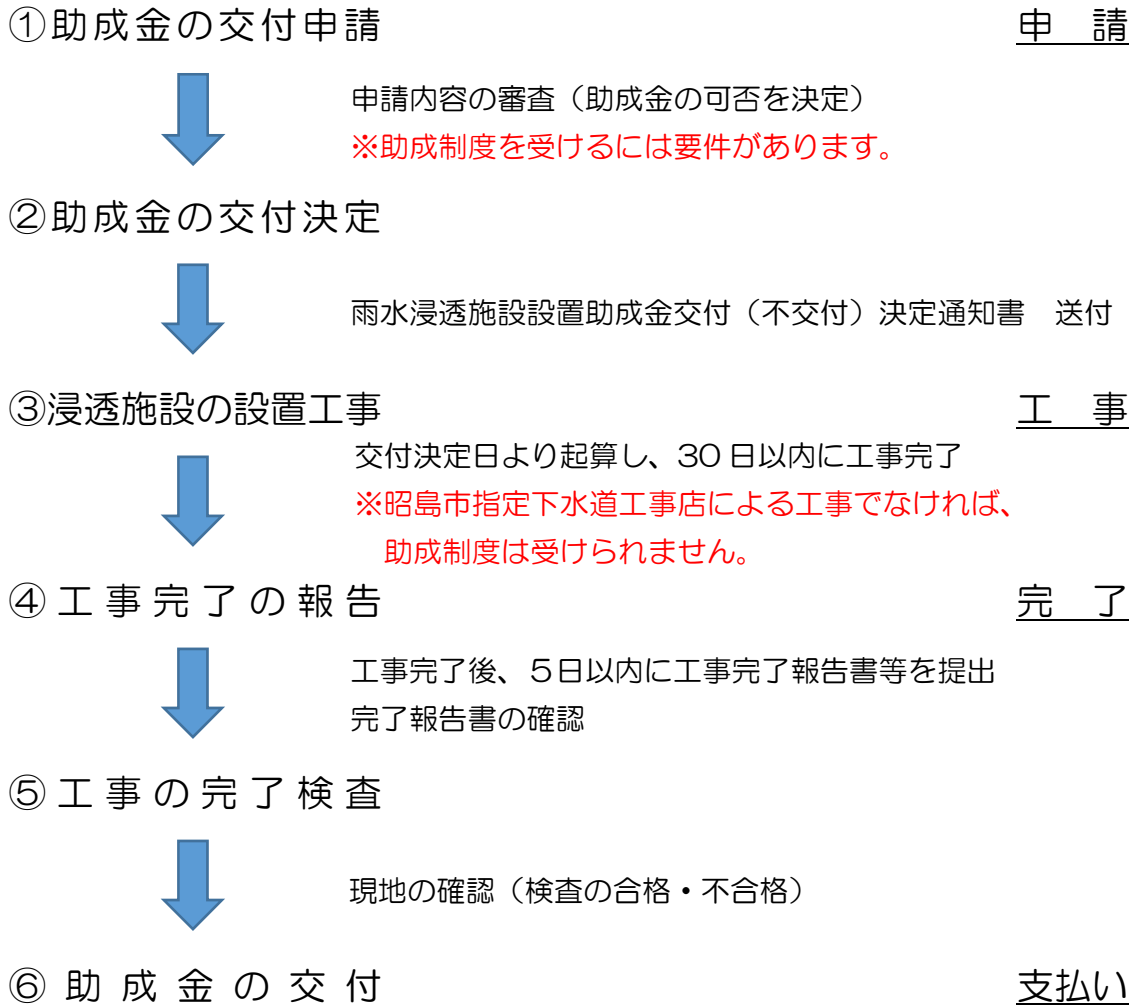 ①助成金の交付申請 申 請
申請内容の審査（助成金の可否を決定）
※助成制度を受けるには要件があります。
②助成金の交付決定
雨水浸透施設設置助成金交付（不交付）決定通知書 送付
③浸透施設の設置工事 工 事
交付決定日より起算し、30 日以内に工事完了
※昭島市指定下水道工事店による工事でなければ、
助成制度は受けられません。
④工事完了の報告 完 了
工事完了後、５日以内に工事完了報告書等を提出
完了報告書の確認
⑤工事の完了検査
現地の確認（検査の合格・不合格）
⑥助成金の交付 支払い